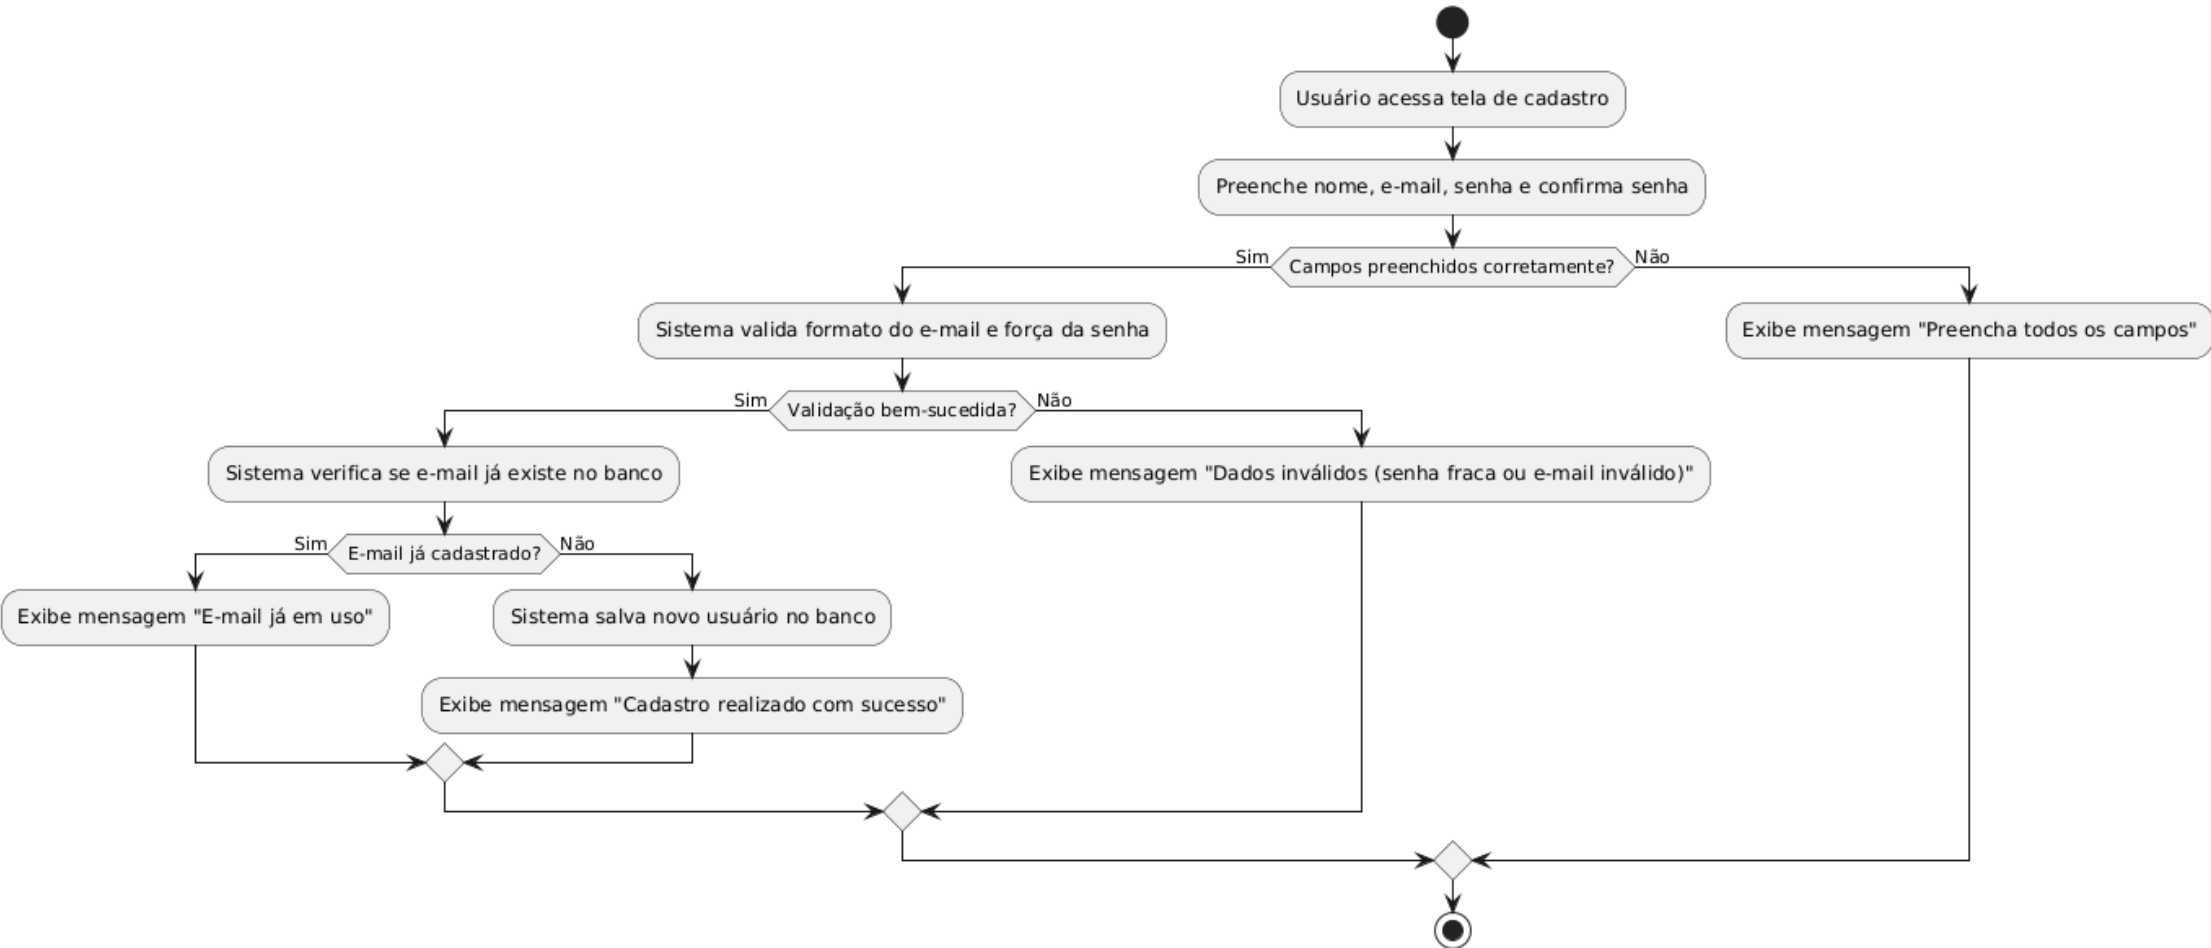 Usuário acessa tela de cadastro
Preenche nome, e-mail, senha e confirma senha
Sim
Campos preenchidos corretamente?
Não
Sistema valida formato do e-mail e força da senha
Exibe mensagem "Preencha todos os campos"
Sim
Validação bem-sucedida?
Não
Sistema verifica se e-mail já existe no banco
Exibe mensagem "Dados inválidos (senha fraca ou e-mail inválido)"
Sim
E-mail já cadastrado?
Não
Exibe mensagem "E-mail já em uso"
Sistema salva novo usuário no banco
Exibe mensagem "Cadastro realizado com sucesso"